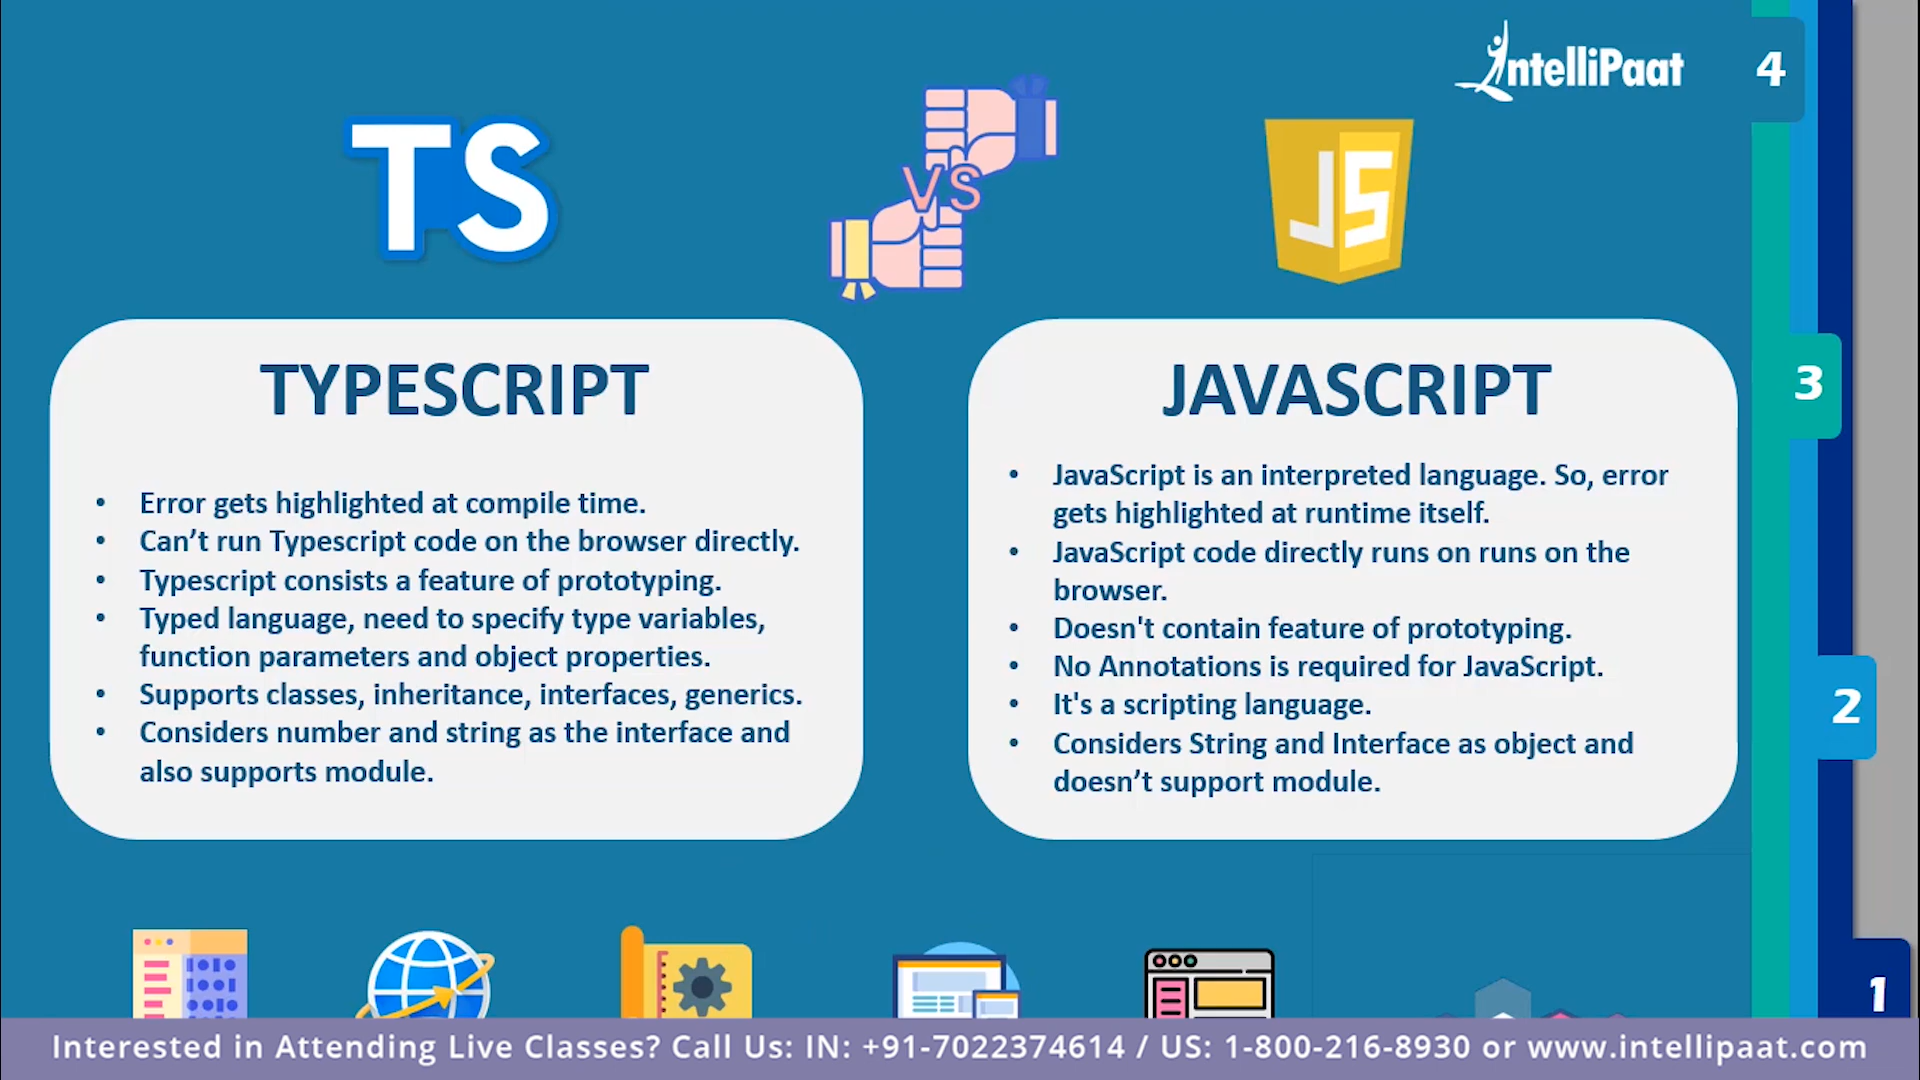 IntelliPaat
4
TS
VS
JS
TYPESCRIPT
• Error gets highlighted at compile time.
• Can’t run Typescript code on the browser directly.
• Typescript consists a feature of prototyping.
• Typed language, need to specify type variables,
function parameters and object properties.
• Supports classes, inheritance, interfaces, generics.
• Considers number and string as the interface and
also supports module.
JAVASCRIPT
• JavaScript is an interpreted language. So, error
gets highlighted at runtime itself.
• JavaScript code directly runs on runs on the
browser.
• Doesn't contain feature of prototyping.
• No Annotations is required for JavaScript.
• It's a scripting language.
• Considers String and Interface as object and
doesn’t support module.
3
2
1
Interested in Attending Live Classes? Call Us: IN: +91-7022374614 / US: 1-800-216-8930 or www.intellipaat.com